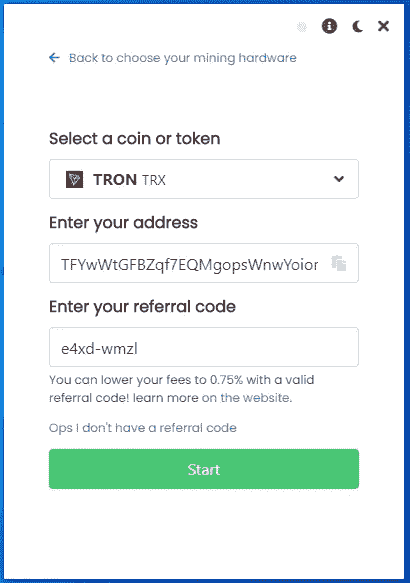 Back to choose your mining hardware
Select a coin or token
TRON TRX
Enter your address
TFYwWtGFBZqf7EQMgopsWnwYoior
Enter your referral code
e4xd-wmzl
You can lower your fees to 0.75% with a valid
referral code! learn more on the website.
Ops I don't have a referral code
Start